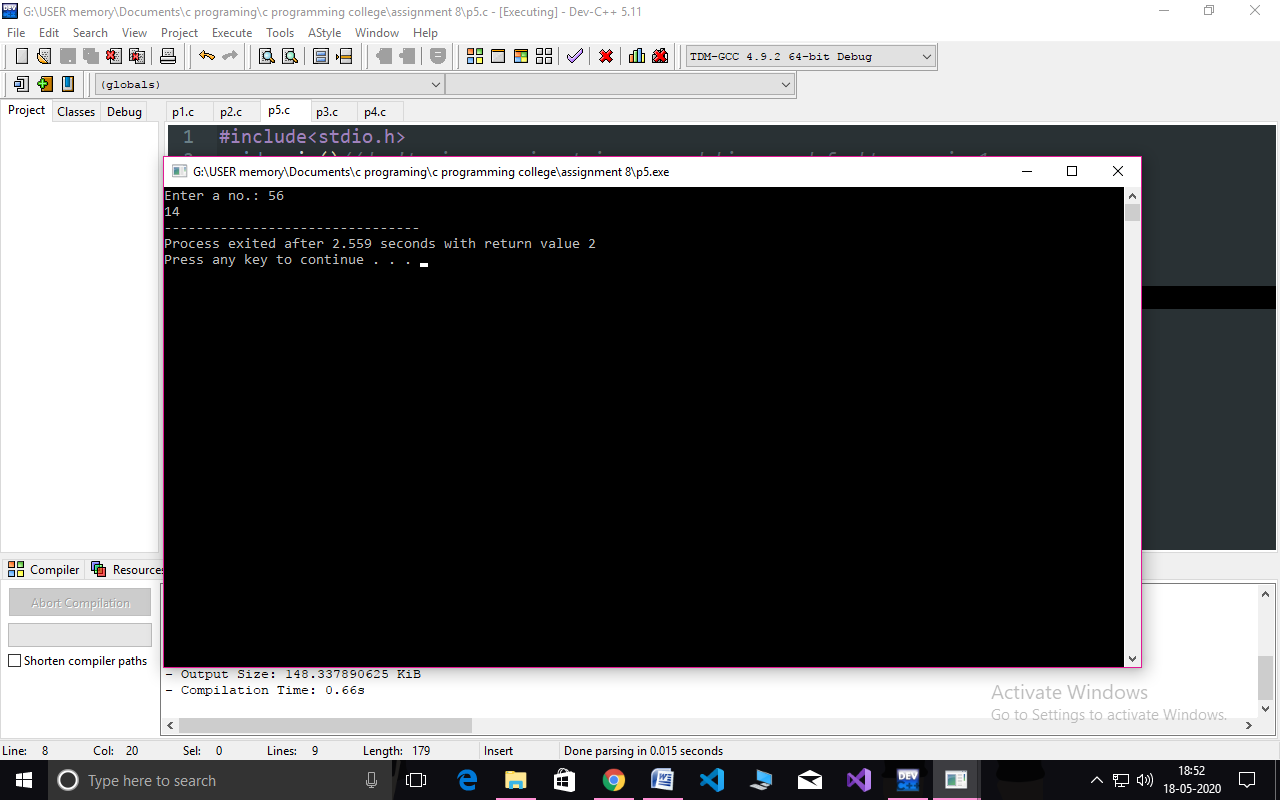 G:\USER memory\Documents\c programing\c programming college\assignment 8\p5.c - [Executing] - Dev-C++ 5.11
File Edit Search View Project Execute Tools AStyle Window Help
TDM-GCC 4.9.2 64-bit Debug
(globals)
Project Classes Debug p1.c p2.c p5.c p3.c p4.c
1 #include<stdio.h>
G:\USER memory\Documents\c programing\c programming college\assignment 8\p5.exe
Enter a no.: 56
14
--------------------------------
Process exited after 2.559 seconds with return value 2
Press any key to continue . . .
Compiler Resources
Abort Compilation
Shorten compiler paths
- Output Size: 148.337890625 KiB
- Compilation Time: 0.66s
Activate Windows
Go to Settings to activate Windows.
Line: 8 Col: 20 Sel: 0 Lines: 9 Length: 179 Insert Done parsing in 0.015 seconds
Type here to search
18:52
18-05-2020